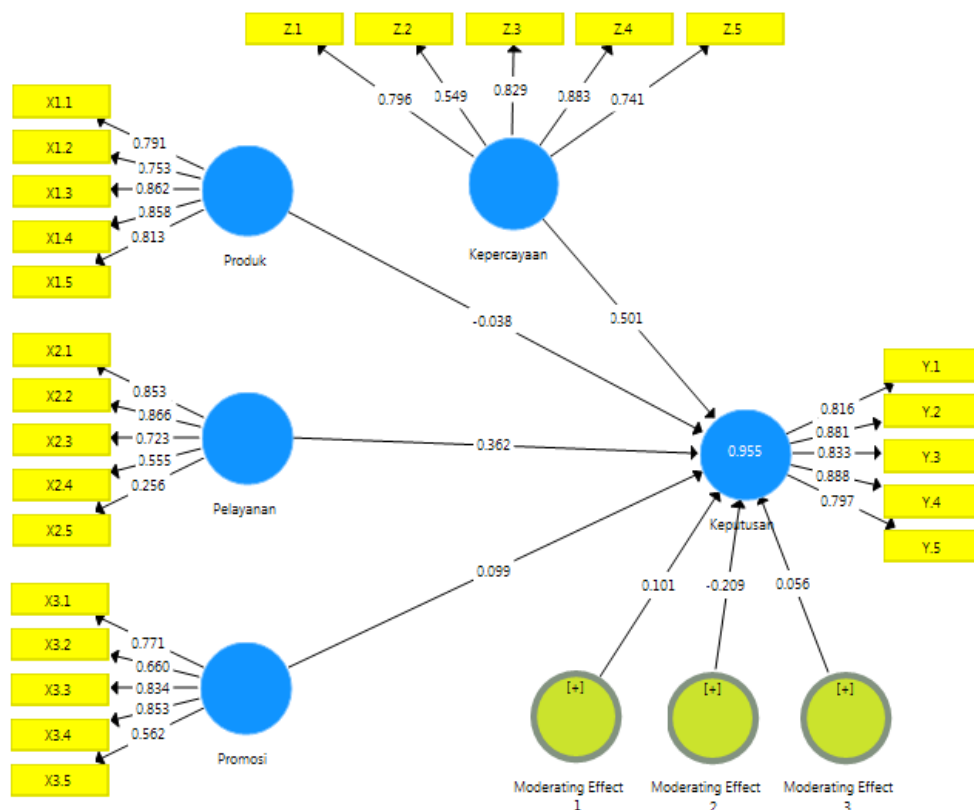 Z.1
Z.2
Z.3
Z.4
Z.5
0.796
0.549
0.829
0.883
0.741
Kepercayaan
X1.1
X1.2
X1.3
X1.4
X1.5
0.791
0.753
0.862
0.858
0.813
Produk
-0.038
0.501
X2.1
X2.2
X2.3
X2.4
X2.5
0.853
0.866
0.723
0.555
0.256
Pelayanan
0.362
0.955
Keputusan
0.816
0.881
0.833
0.888
0.797
Y.1
Y.2
Y.3
Y.4
Y.5
X3.1
X3.2
X3.3
X3.4
X3.5
0.771
0.660
0.834
0.853
0.562
Promosi
0.099
0.101
-0.209
0.056
[+]
[+]
[+]
Moderating Effect
1
Moderating Effect
2
Moderating Effect
3